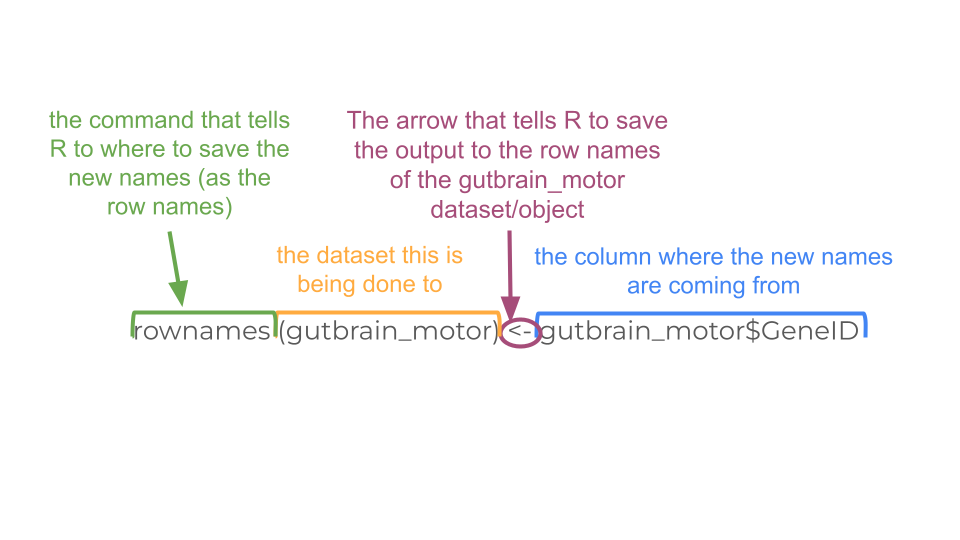 the command that tells
R to where to save the
new names (as the
row names)
The arrow that tells R to save
the output to the row names
of the gutbrain_motor
dataset/object
the dataset this is
being done to
the column where the new names
are coming from
rownames(gutbrain_motor)<-gutbrain_motor$GeneID